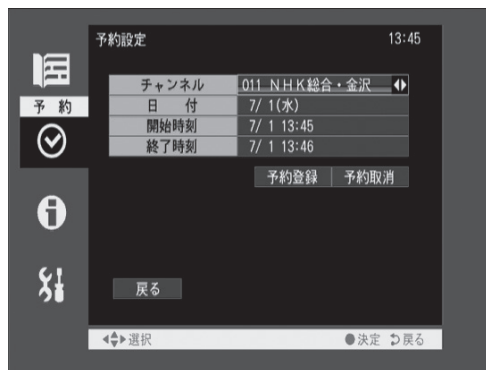 予約設定 13:45
予 約
チャンネル 011 NHK総合・金沢
日 付 7/ 1(水)
開始時刻 7/ 1 13:45
終了時刻 7/ 1 13:46
予約登録 予約取消
戻る
選択 決定 戻る